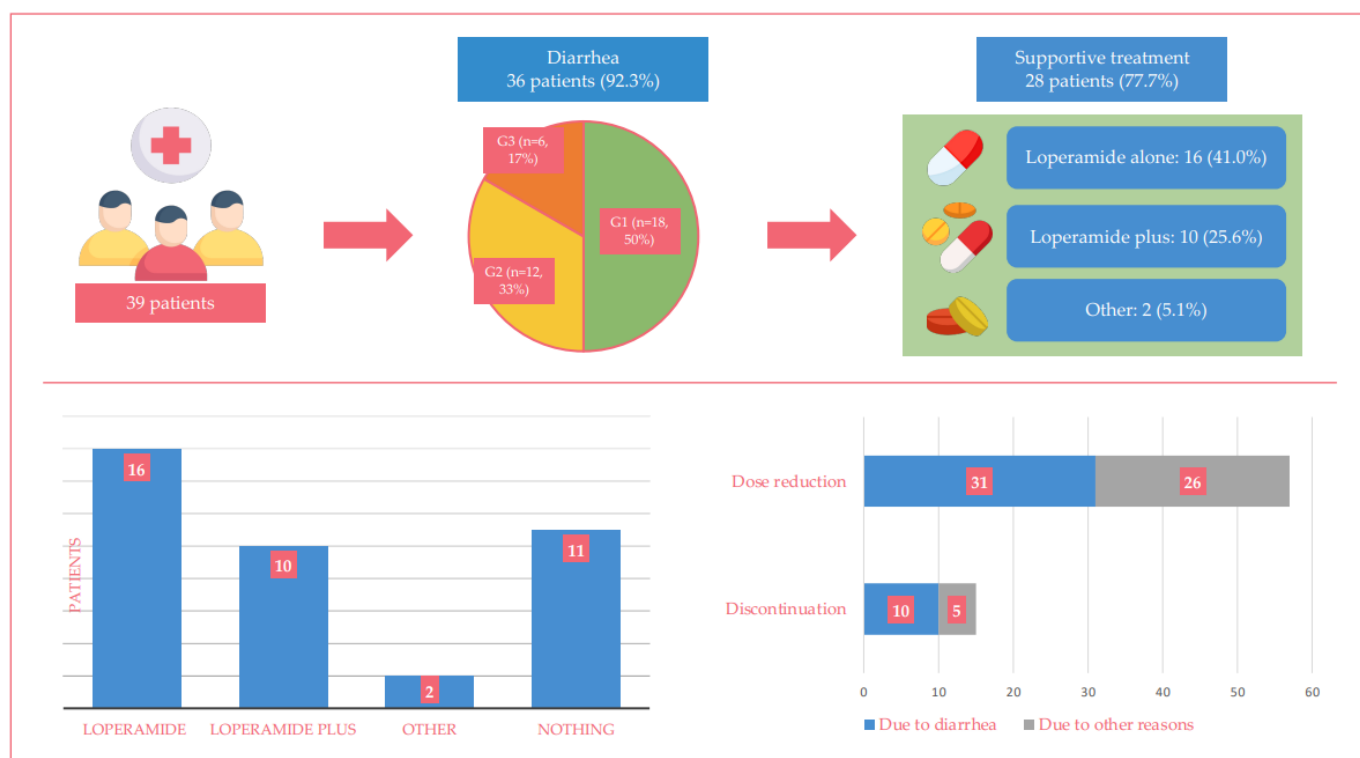 Diarrhea
36 patients (92.3%)
Supportive treatment
28 patients (77.7%)
39 patients
G3 (n=6,
17%)
G1 (n=18,
50%)
G2 (n=12,
33%)
Loperamide alone: 16 (41.0%)
Loperamide plus: 10 (25.6%)
Other: 2 (5.1%)
PATIENTS
16
10
2
11
LOPERAMIDE
LOPERAMIDE PLUS
OTHER
NOTHING
Dose reduction
31
26
Discontinuation
10
5
0
10
20
30
40
50
60
Due to diarrhea
Due to other reasons